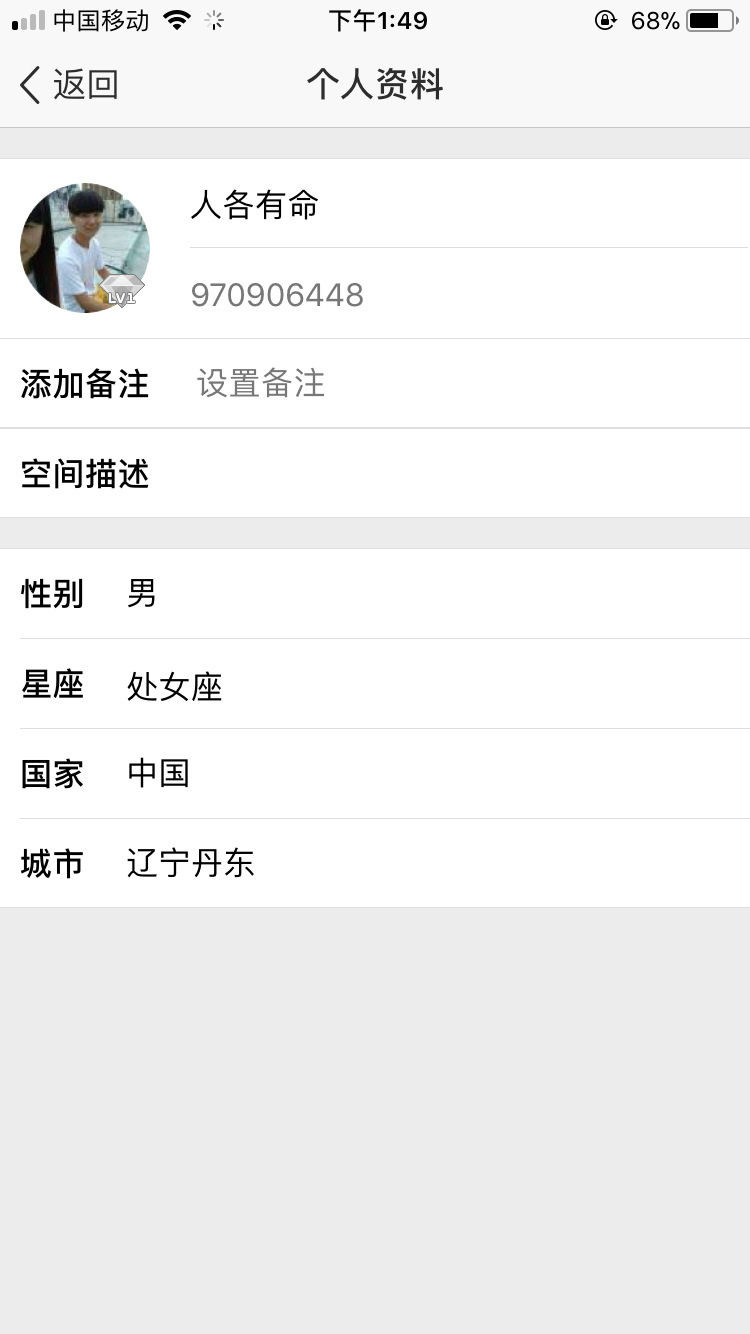 中国移动 下午1:49 68%
返回 个人资料
人各有命
LV1
970906448
添加备注 设置备注
空间描述
性别 男
星座 处女座
国家 中国
城市 辽宁丹东